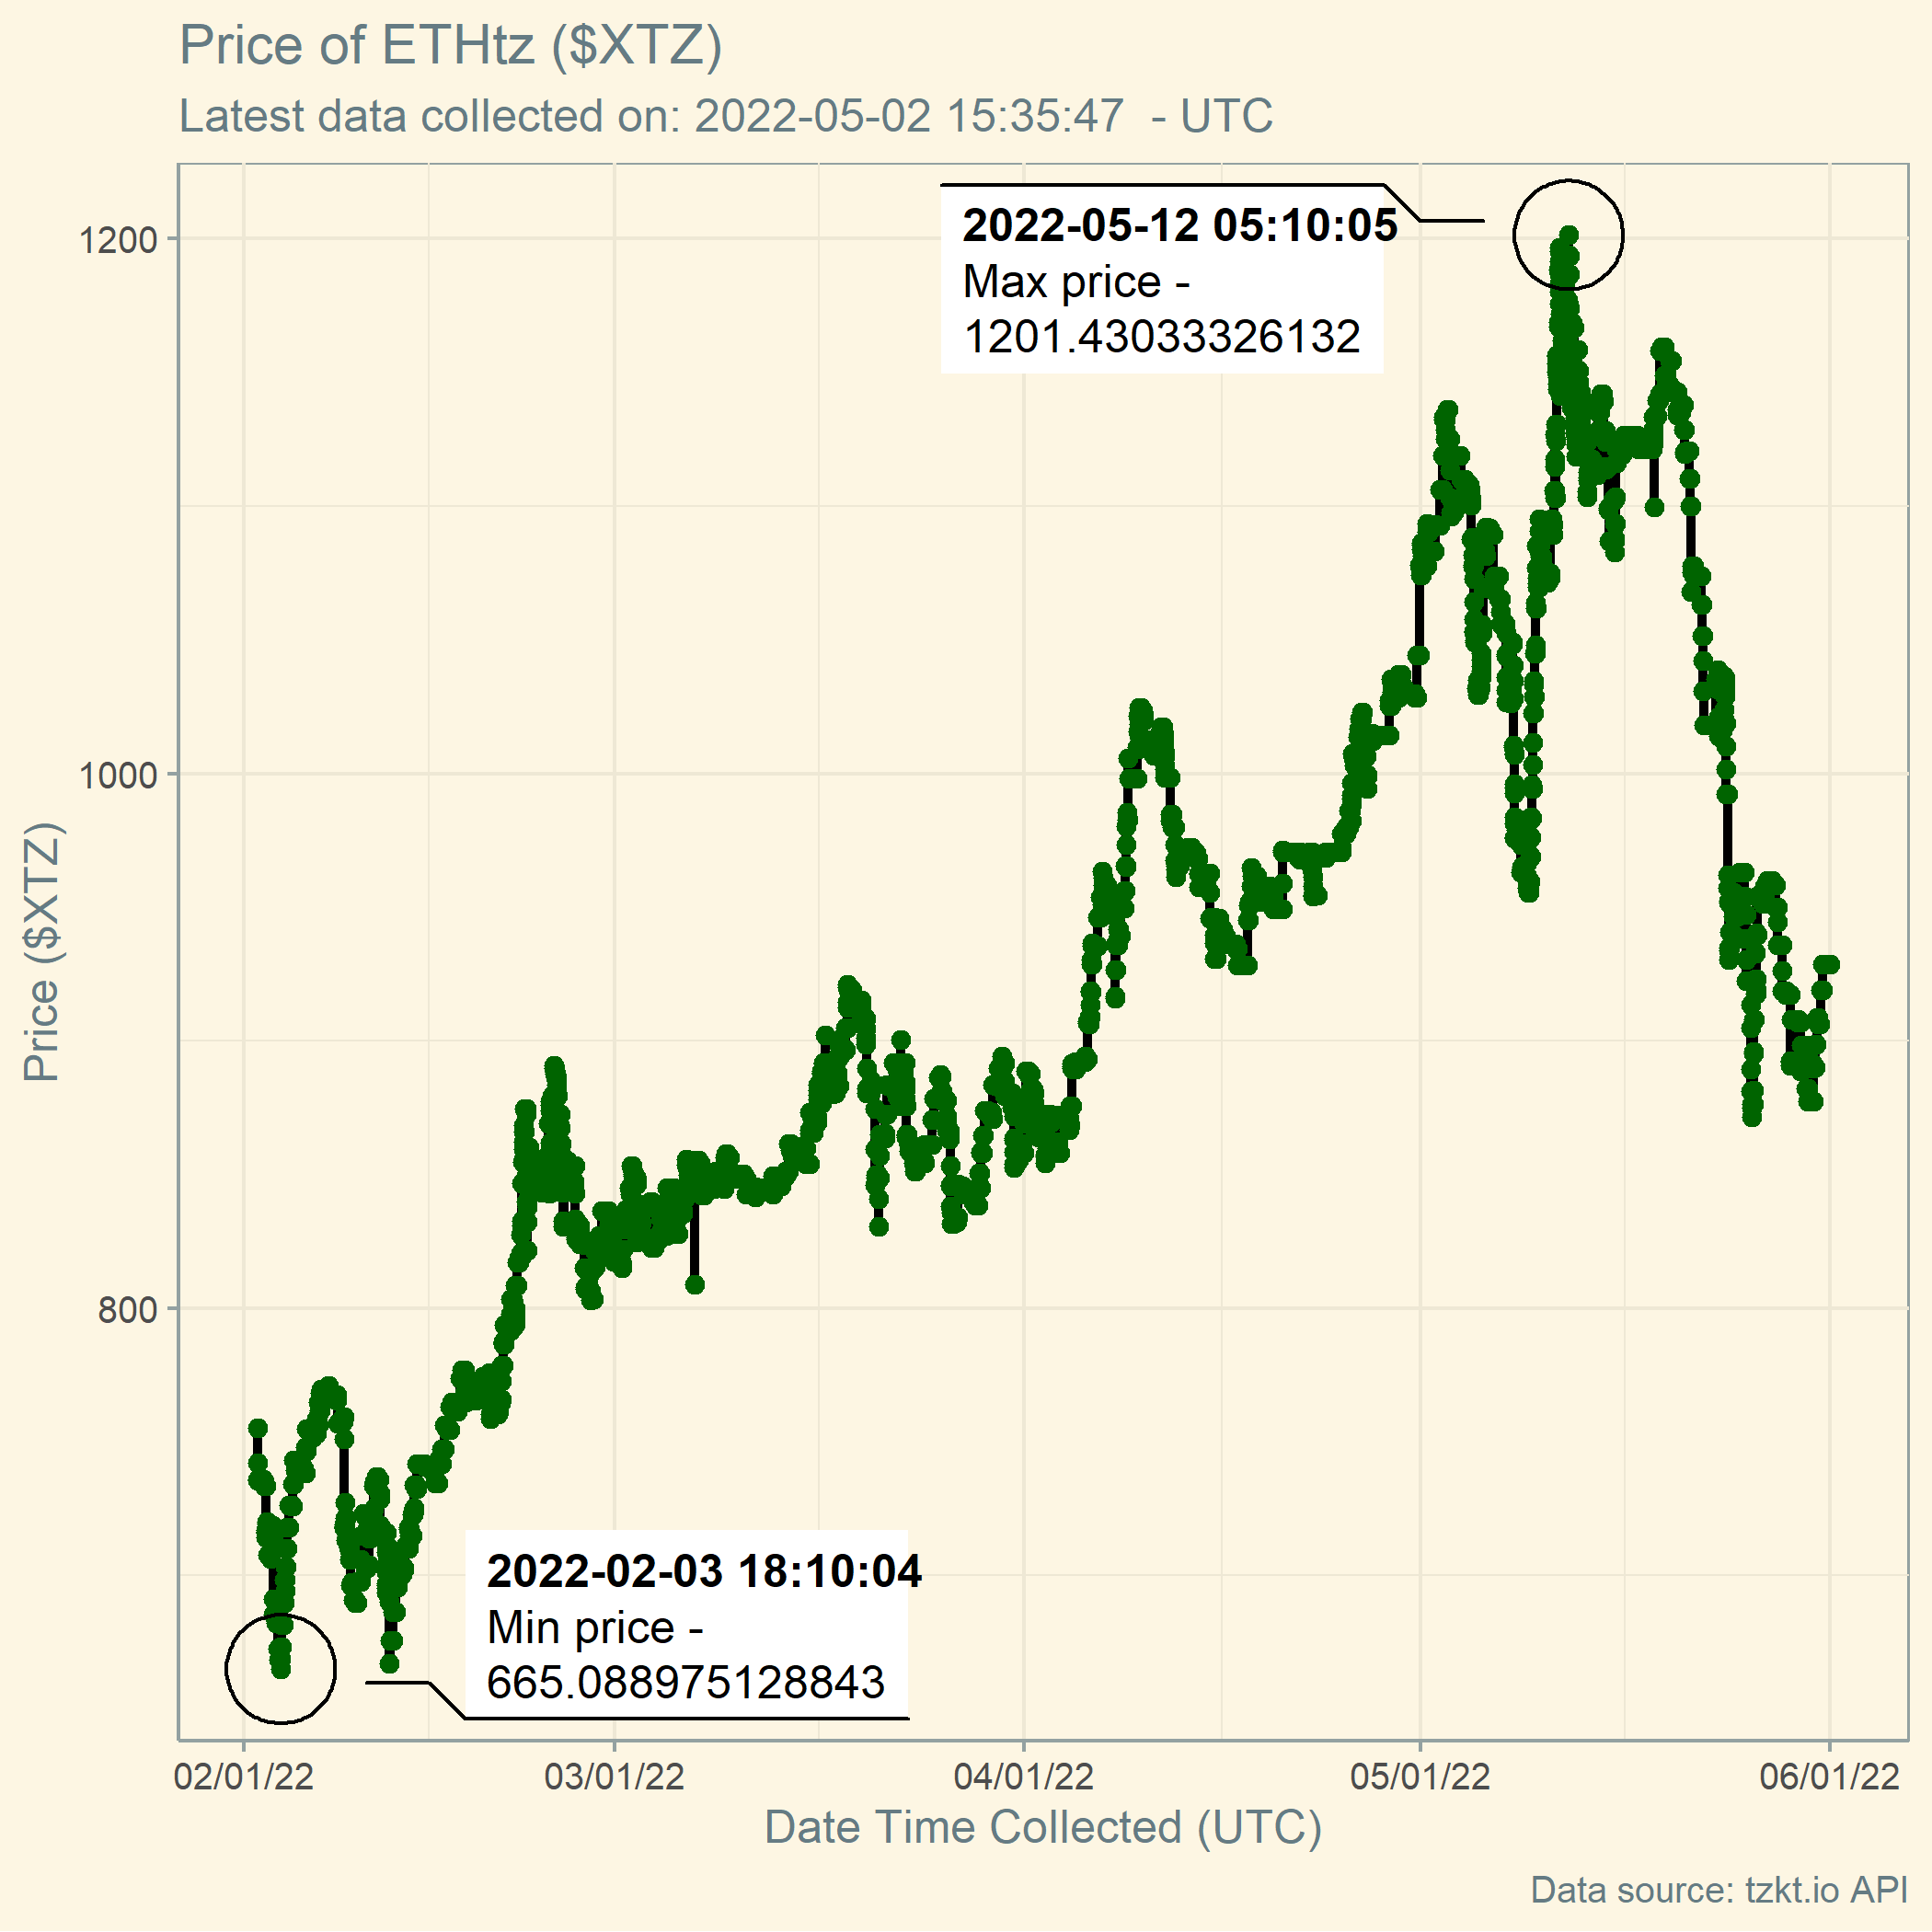 Price of ETHtz ($XTZ)
Latest data collected on: 2022-05-02 15:35:47  - UTC
2022-05-12 05:10:05
Max price -
1201.43033326132
1200
1000
800
Price ($XTZ)
2022-02-03 18:10:04
Min price -
665.088975128843
02/01/22 03/01/22 04/01/22 05/01/22 06/01/22
Date Time Collected (UTC)
Data source: tzkt.io API